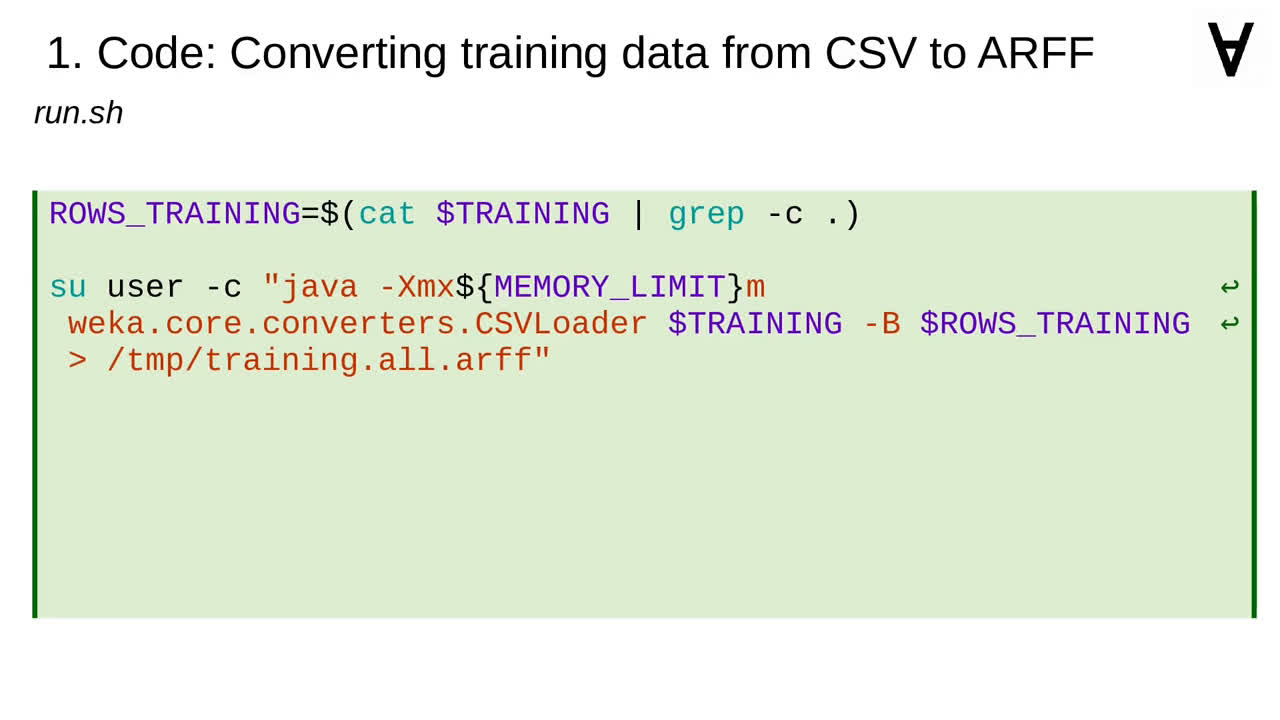 1. Code: Converting training data from CSV to ARFF
run.sh
ROWS_TRAINING=$(cat $TRAINING | grep -c .)
su user -c "java -Xmx${MEMORY_LIMIT}m ↩
weka.core.converters.CSVLoader $TRAINING -B $ROWS_TRAINING ↩
> /tmp/training.all.arff"